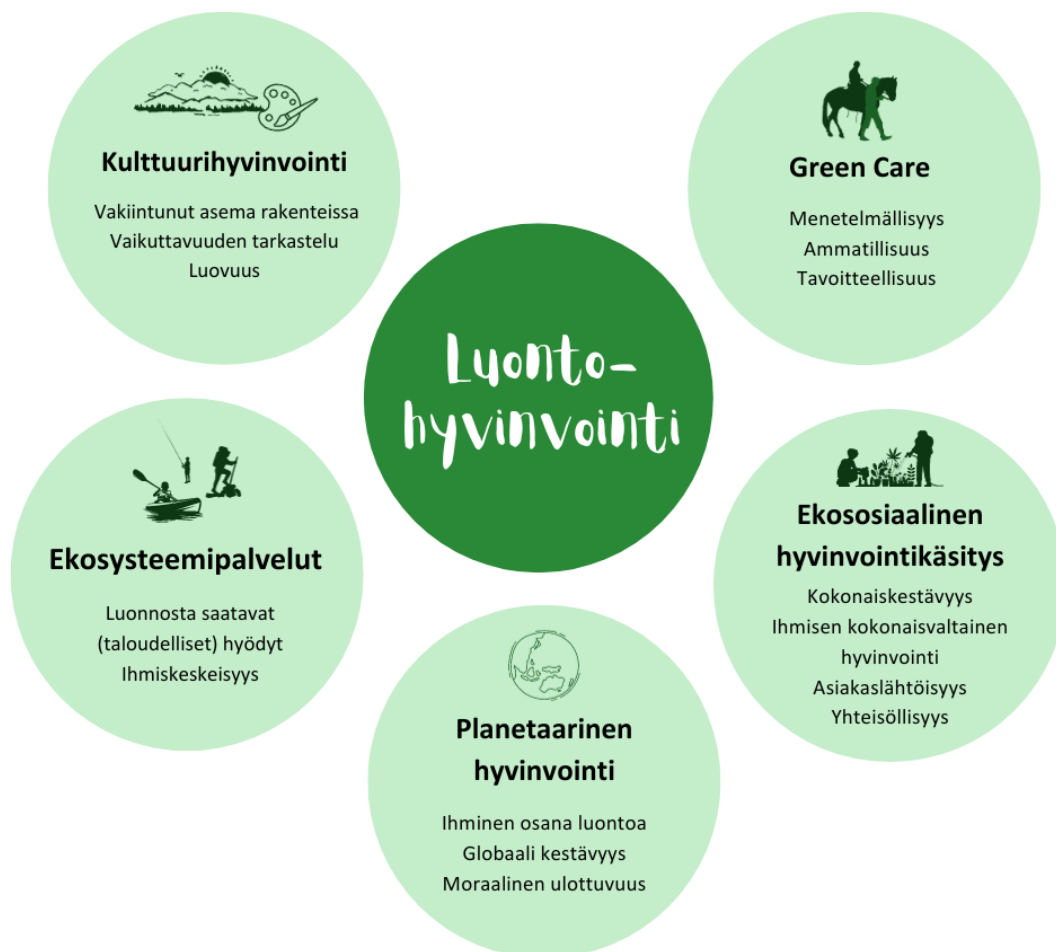 Kulttuurihyvinvointi
Vakiintunut asema rakenteissa
Vaikuttavuuden tarkastelu
Luovuus
Green Care
Menetelmällisyys
Ammatillisuus
Tavoitteellisuus
Luonto-
hyvinvointi
Ekosysteemipalvelut
Luonnosta saatavat
(taloudelliset) hyödyt
Ihmiskeskeisyys
Ekososiaalinen
hyvinvointikäsitys
Kokonaiskestävyys
Ihmisen kokonaisvaltainen
hyvinvointi
Asiakaslähtöisyys
Yhteisöllisyys
Planetaarinen
hyvinvointi
Ihminen osana luontoa
Globaali kestävyys
Moraalinen ulottuvuus